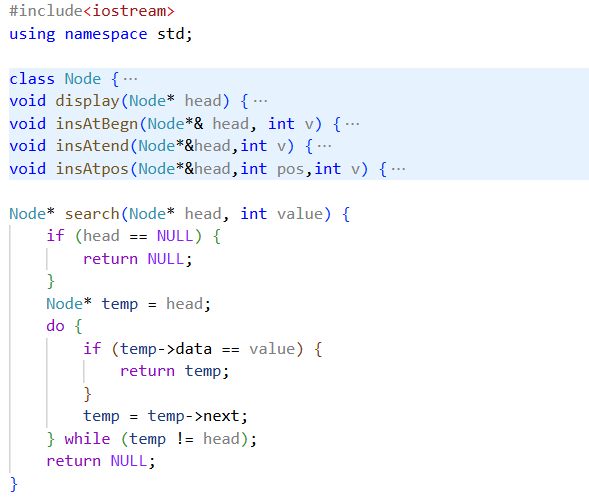 #include<iostream>
using namespace std;
class Node {···
void display(Node* head) {···
void insAtBegn(Node*& head, int v) {···
void insAtend(Node*&head,int v) {···
void insAtpos(Node*&head,int pos,int v) {···
Node* search(Node* head, int value) {
    if (head == NULL) {
        return NULL;
    }
    Node* temp = head;
    do {
        if (temp->data == value) {
            return temp;
        }
        temp = temp->next;
    } while (temp != head);
    return NULL;
}